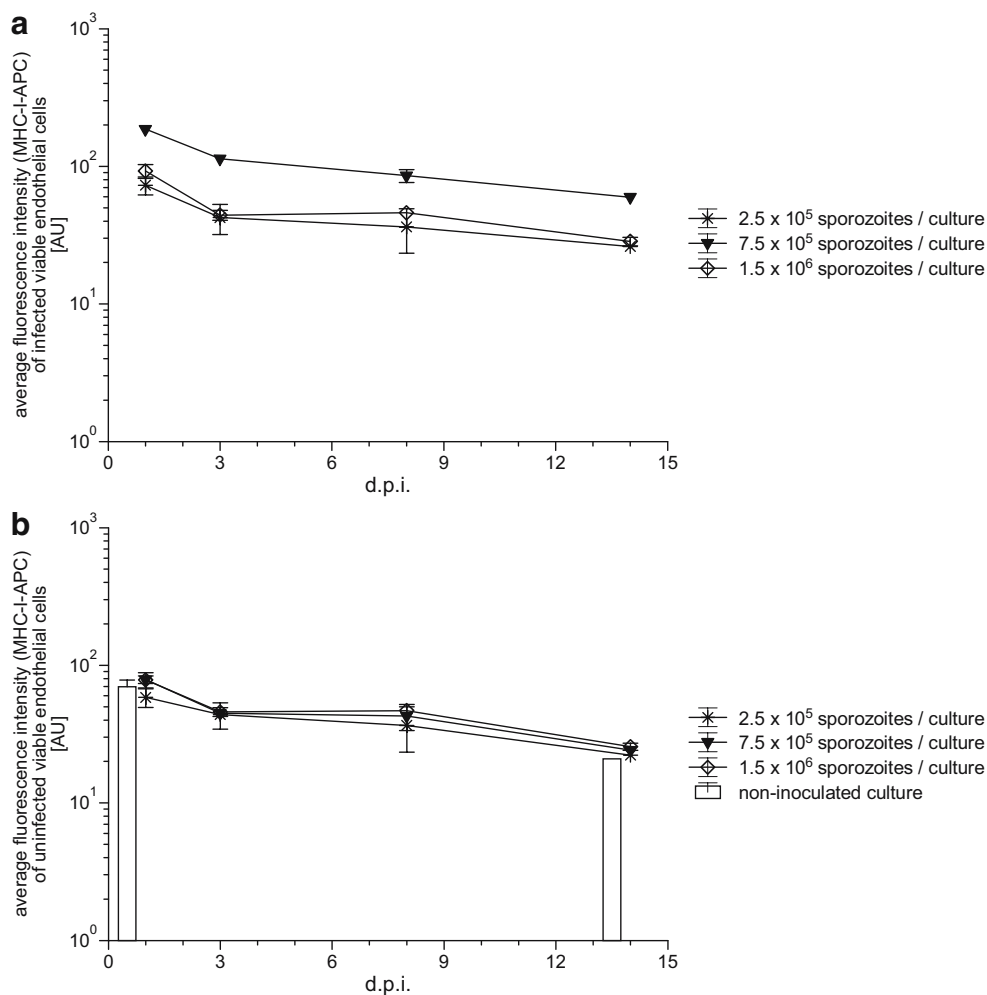 a
average fluorescence intensity (MHC-I-APC)
of infected viable endothelial cells
[AU]
10³
10²
10¹
10⁰
0 3 6 9 12 15
d.p.i.
2.5 x 10⁵ sporozoites / culture
7.5 x 10⁵ sporozoites / culture
1.5 x 10⁶ sporozoites / culture
b
average fluorescence intensity (MHC-I-APC)
of uninfected viable endothelial cells
[AU]
10³
10²
10¹
10⁰
0 3 6 9 12 15
d.p.i.
2.5 x 10⁵ sporozoites / culture
7.5 x 10⁵ sporozoites / culture
1.5 x 10⁶ sporozoites / culture
non-inoculated culture